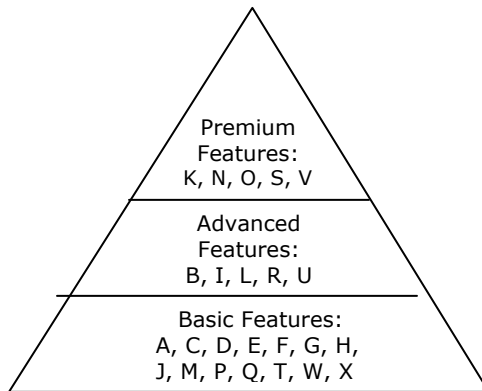 Premium
Features:
K, N, O, S, V
Advanced
Features:
B, I, L, R, U
Basic Features:
A, C, D, E, F, G, H,
J, M, P, Q, T, W, X